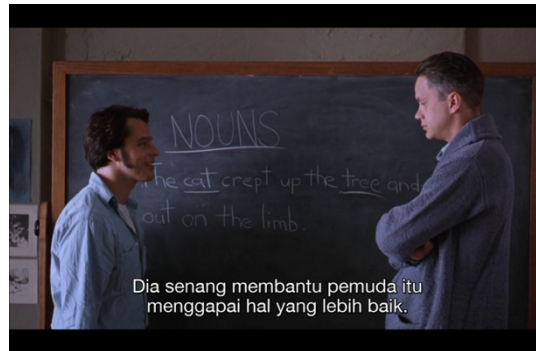 NOUNS
The cat crept up the tree and
out on the limb.
Dia senang membantu pemuda itu
menggapai hal yang lebih baik.